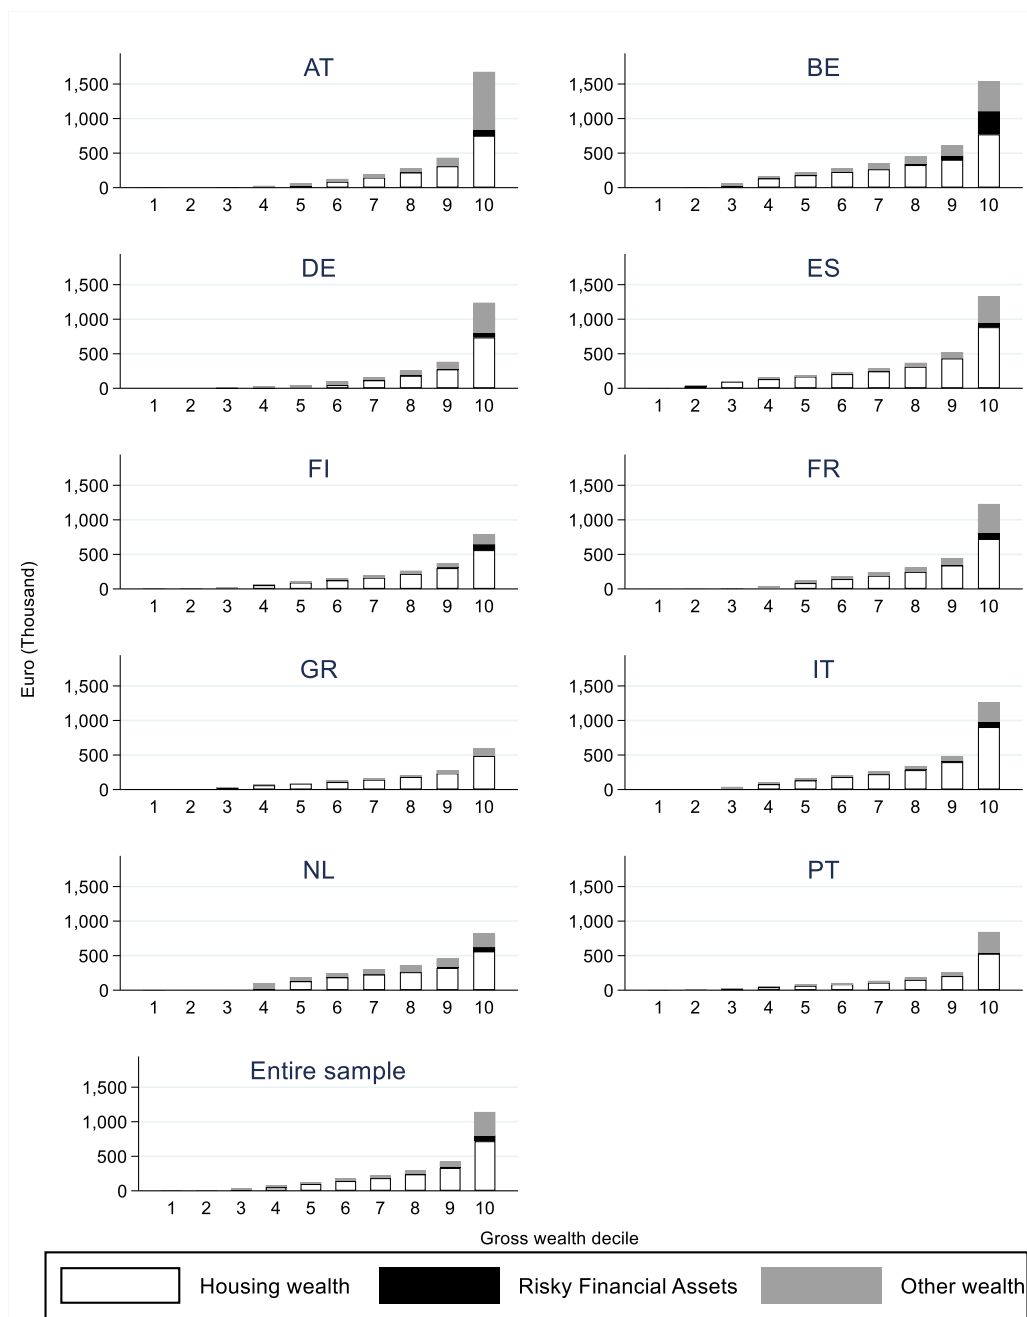 AT
1,500
1,000
500
0
1 2 3 4 5 6 7 8 9 10
BE
1,500
1,000
500
0
1 2 3 4 5 6 7 8 9 10
DE
1,500
1,000
500
0
1 2 3 4 5 6 7 8 9 10
ES
1,500
1,000
500
0
1 2 3 4 5 6 7 8 9 10
FI
1,500
1,000
500
0
1 2 3 4 5 6 7 8 9 10
FR
1,500
1,000
500
0
1 2 3 4 5 6 7 8 9 10
Euro (Thousand)
GR
1,500
1,000
500
0
1 2 3 4 5 6 7 8 9 10
IT
1,500
1,000
500
0
1 2 3 4 5 6 7 8 9 10
NL
1,500
1,000
500
0
1 2 3 4 5 6 7 8 9 10
PT
1,500
1,000
500
0
1 2 3 4 5 6 7 8 9 10
Entire sample
1,500
1,000
500
0
1 2 3 4 5 6 7 8 9 10
Gross wealth decile
Housing wealth Risky Financial Assets Other wealth